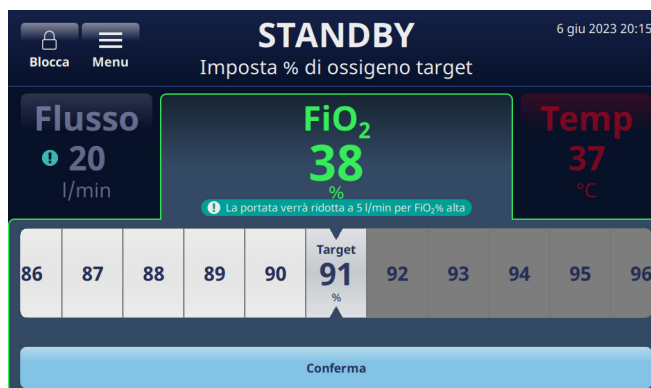 STANDBY
6 giu 2023 20:15
Blocca
Menu
Imposta % di ossigeno target
Flusso
20
l/min
FiO₂
38
%
La portata verrà ridotta a 5 l/min per FiO₂% alta
Temp
37
°C
Target
86 87 88 89 90 91 92 93 94 95 96
%
Conferma